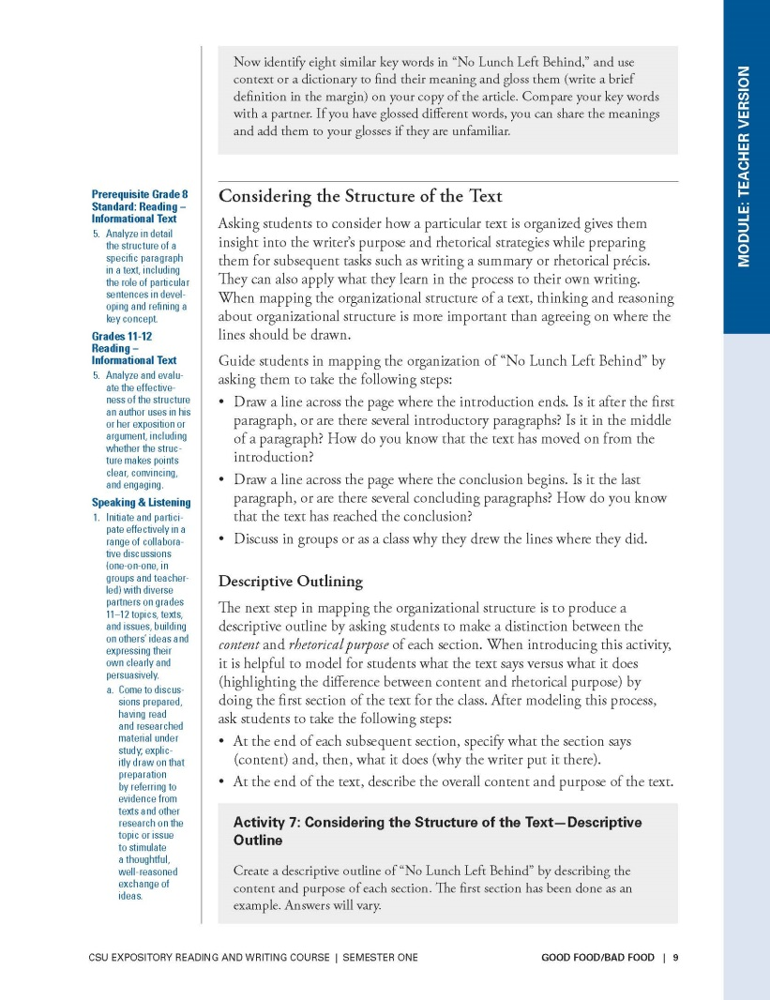 Now identify eight similar key words in “No Lunch Left Behind,” and use
context or a dictionary to find their meaning and gloss them (write a brief
definition in the margin) on your copy of the article. Compare your key words
with a partner. If you have glossed different words, you can share the meanings
and add them to your glosses if they are unfamiliar.
MODULE: TEACHER VERSION
Prerequisite Grade 8
Standard: Reading –
Informational Text
5. Analyze in detail
the structure of a
specific paragraph
in a text, including
the role of particular
sentences in devel-
oping and refining a
key concept.
Grades 11-12
Reading –
Informational Text
5. Analyze and evalu-
ate the effective-
ness of the structure
an author uses in his
or her exposition or
argument, including
whether the struc-
ture makes points
clear, convincing,
and engaging.
Speaking & Listening
1. Initiate and partici-
pate effectively in a
range of collabora-
tive discussions
(one-on-one, in
groups and teacher-
led) with diverse
partners on grades
11–12 topics, texts,
and issues, building
on others’ ideas and
expressing their
own clearly and
persuasively.
a. Come to discus-
sions prepared,
having read
and researched
material under
study; explic-
itly draw on that
preparation
by referring to
evidence from
texts and other
research on the
topic or issue
to stimulate
a thoughtful,
well-reasoned
exchange of
ideas.
Considering the Structure of the Text
Asking students to consider how a particular text is organized gives them
insight into the writer’s purpose and rhetorical strategies while preparing
them for subsequent tasks such as writing a summary or rhetorical précis.
They can also apply what they learn in the process to their own writing.
When mapping the organizational structure of a text, thinking and reasoning
about organizational structure is more important than agreeing on where the
lines should be drawn.
Guide students in mapping the organization of “No Lunch Left Behind” by
asking them to take the following steps:
• Draw a line across the page where the introduction ends. Is it after the first
paragraph, or are there several introductory paragraphs? Is it in the middle
of a paragraph? How do you know that the text has moved on from the
introduction?
• Draw a line across the page where the conclusion begins. Is it the last
paragraph, or are there several concluding paragraphs? How do you know
that the text has reached the conclusion?
• Discuss in groups or as a class why they drew the lines where they did.
Descriptive Outlining
The next step in mapping the organizational structure is to produce a
descriptive outline by asking students to make a distinction between the
content and rhetorical purpose of each section. When introducing this activity,
it is helpful to model for students what the text says versus what it does
(highlighting the difference between content and rhetorical purpose) by
doing the first section of the text for the class. After modeling this process,
ask students to take the following steps:
• At the end of each subsequent section, specify what the section says
(content) and, then, what it does (why the writer put it there).
• At the end of the text, describe the overall content and purpose of the text.
Activity 7: Considering the Structure of the Text—Descriptive
Outline
Create a descriptive outline of “No Lunch Left Behind” by describing the
content and purpose of each section. The first section has been done as an
example. Answers will vary.
CSU EXPOSITORY READING AND WRITING COURSE | SEMESTER ONE
GOOD FOOD/BAD FOOD | 9